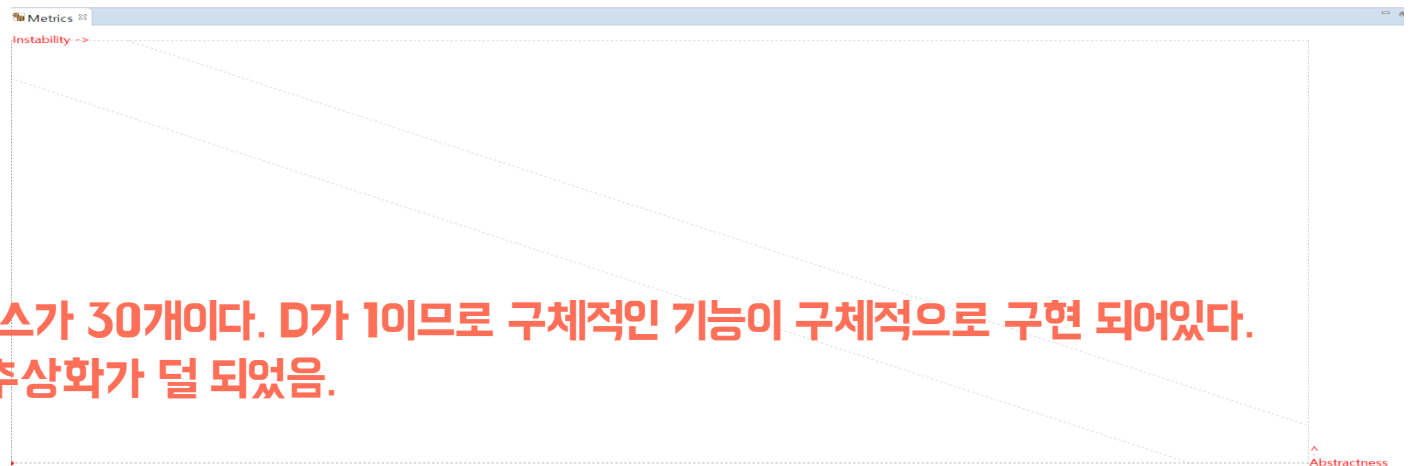 Metrics
Instability ->
스가 30개이다. D가 1이므로 구체적인 기능이 구체적으로 구현 되어있다.
추상화가 덜 되었음.
^
Abstractness